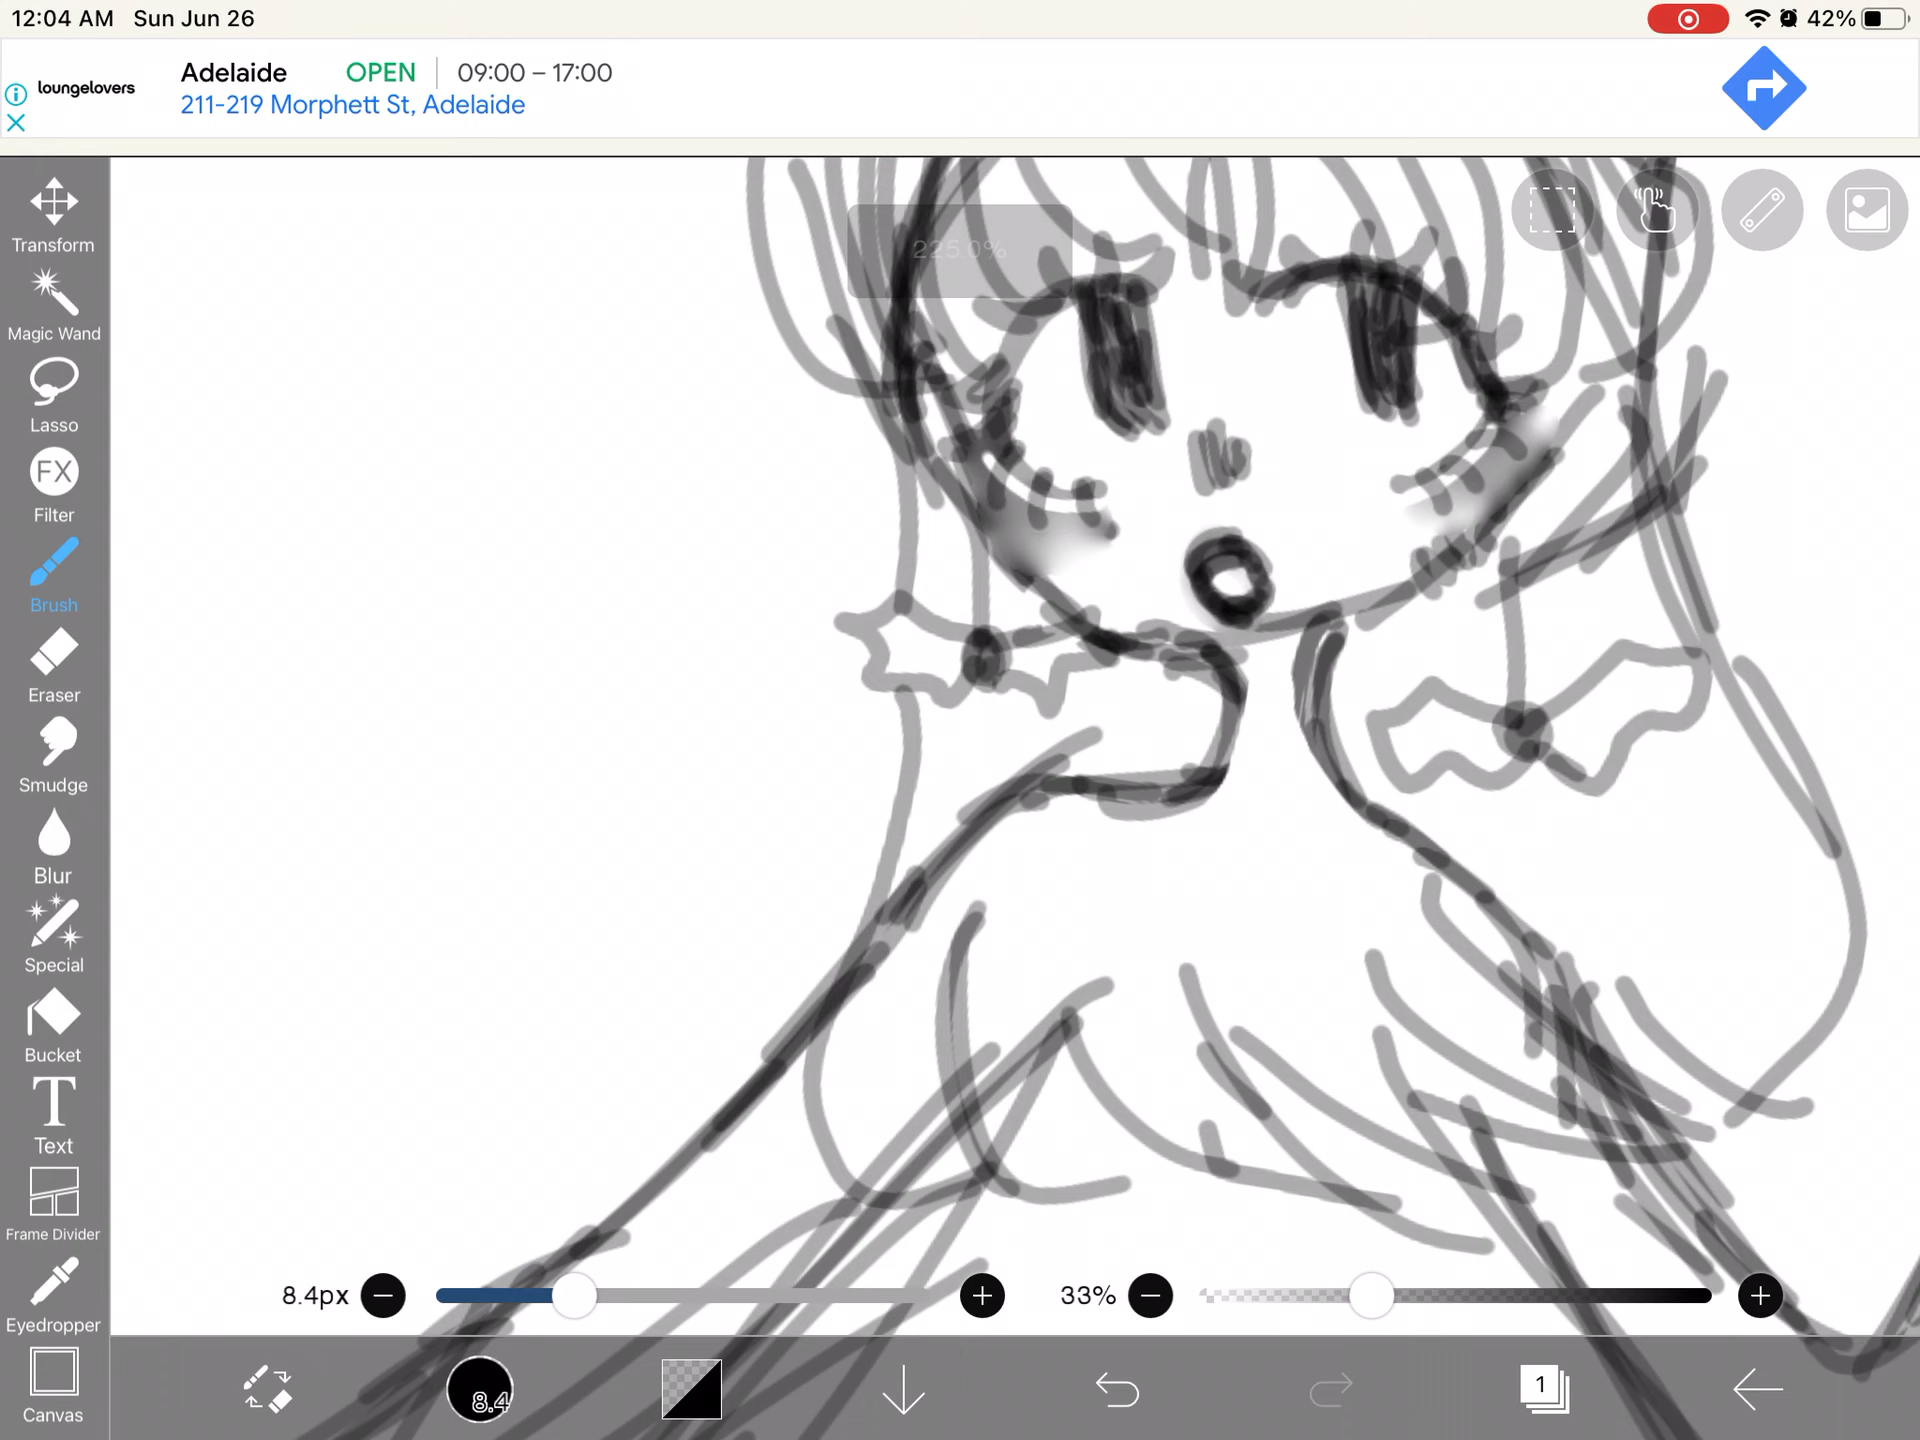 12:04 AM Sun Jun 26
42%
loungelovers
Adelaide OPEN 09:00 – 17:00
211-219 Morphett St, Adelaide
225.0%
Transform
Magic Wand
Lasso
FX
Filter
Brush
Eraser
Smudge
Blur
Special
Bucket
T
Text
Frame Divider
Eyedropper
Canvas
8.4px
33%
8.4
1